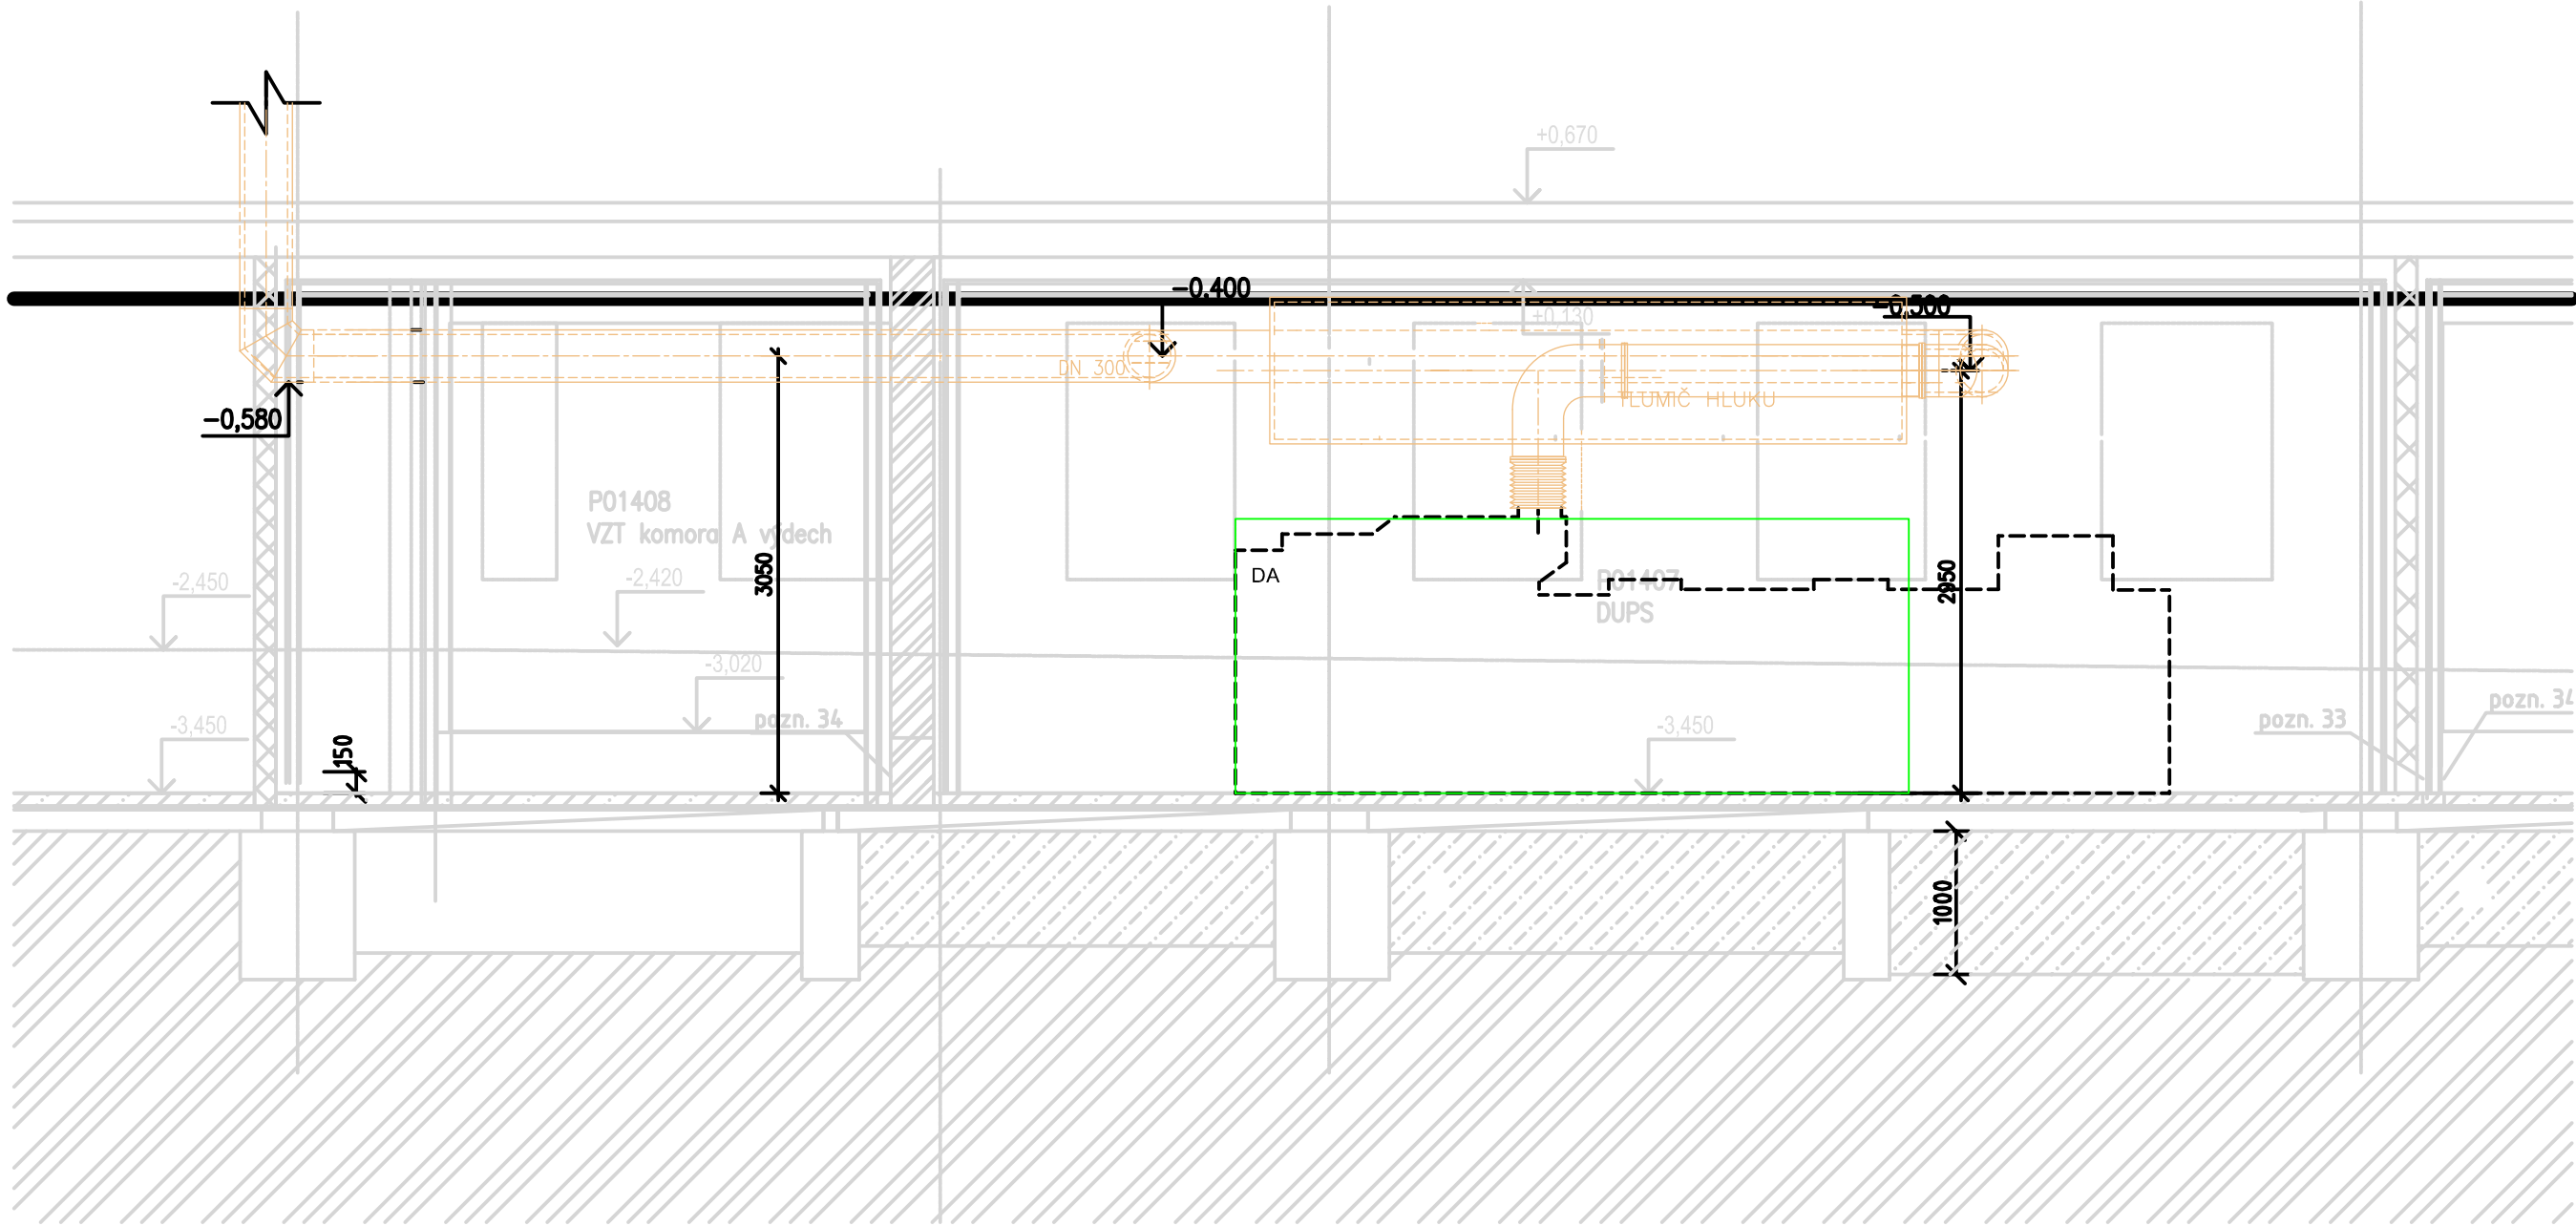 +0,670
-0,400
-0,500
+0,130
DN 300
TLUMIČ HLUKU
-0,580
P01408
VZT komora A výdech
3050
-2,450
-2,420
DA
P01407
DUPS
2950
-3,020
pozn. 34
-3,450
-3,450
pozn. 33
pozn. 34
150
1000